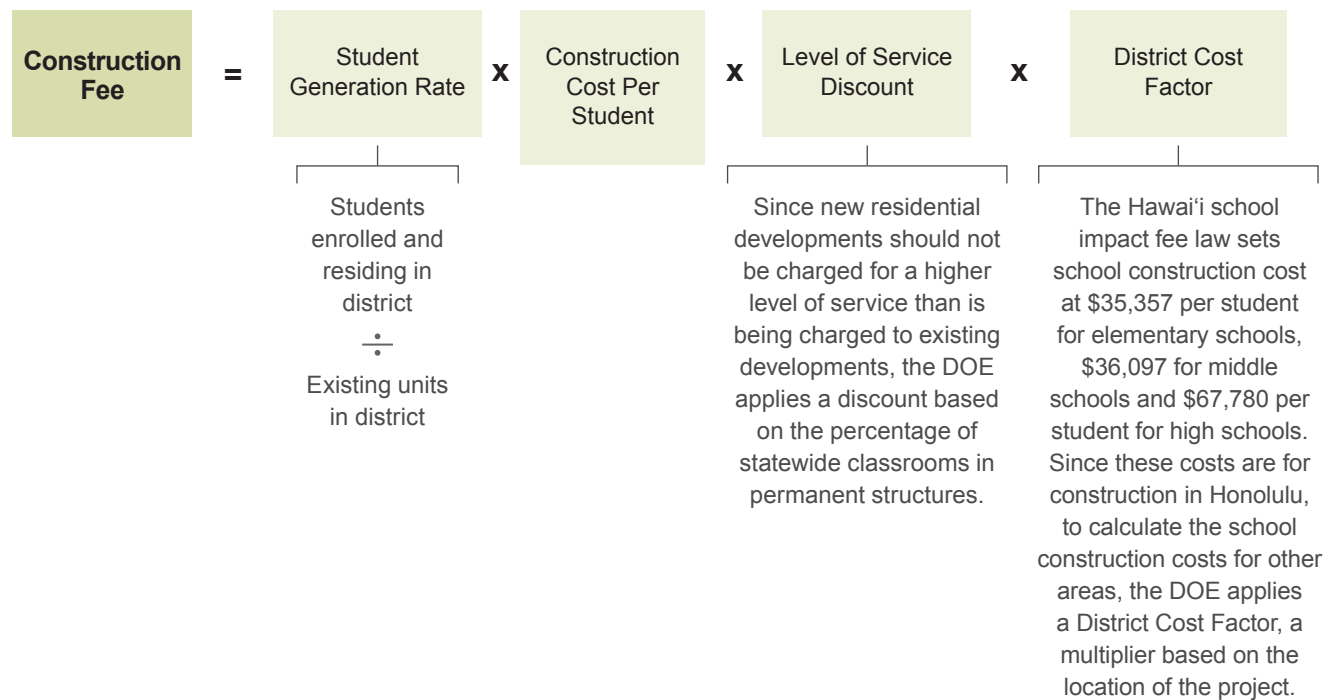 Construction
Fee
=
Student
Generation Rate
x
Construction
Cost Per
Student
x
Level of Service
Discount
x
District Cost
Factor
Students
enrolled and
residing in
district
÷
Existing units
in district
Since new residential
developments should not
be charged for a higher
level of service than is
being charged to existing
developments, the DOE
applies a discount based
on the percentage of
statewide classrooms in
permanent structures.
The Hawai‘i school
impact fee law sets
school construction cost
at $35,357 per student
for elementary schools,
$36,097 for middle
schools and $67,780 per
student for high schools.
Since these costs are for
construction in Honolulu,
to calculate the school
construction costs for other
areas, the DOE applies
a District Cost Factor, a
multiplier based on the
location of the project.